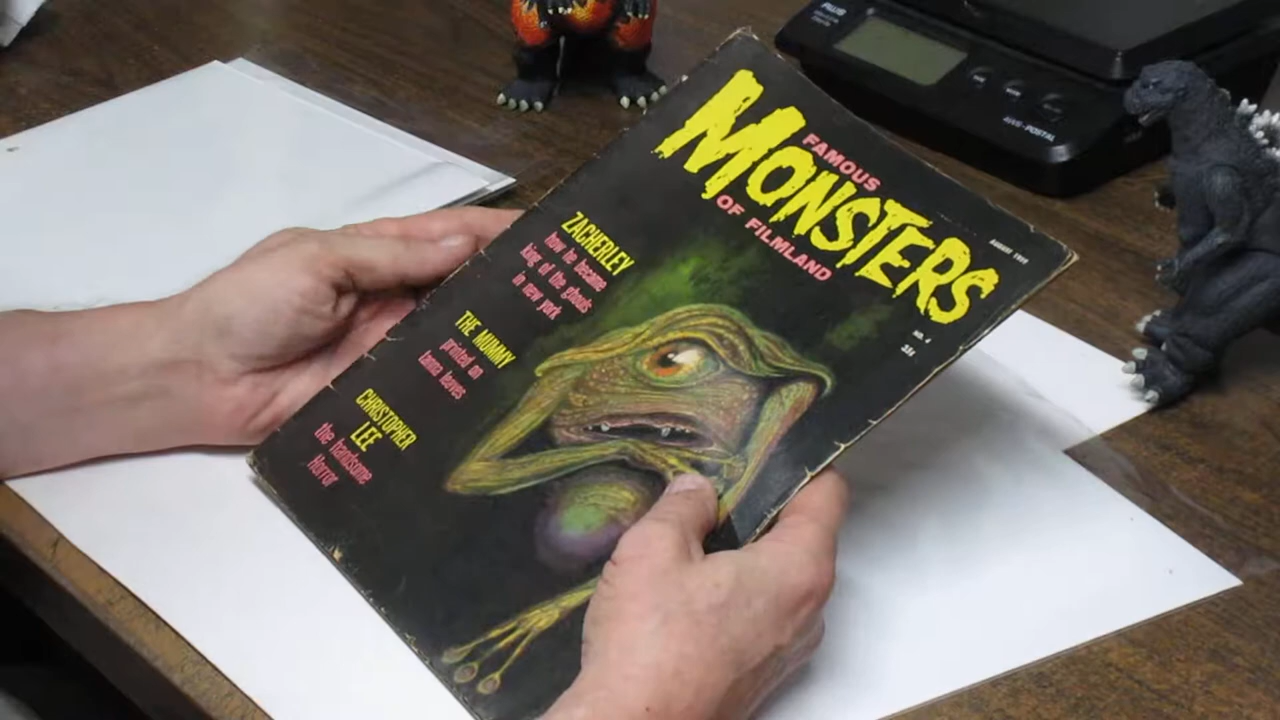 FAMOUS
MONSTERS
OF FILMLAND
AUGUST 1959
NO. 4
35¢
ZACHERLEY
how he became
king of the ghouls
in new york
THE MUMMY
printed on
tanna leaves
CHRISTOPHER
LEE
the handsome
Horror